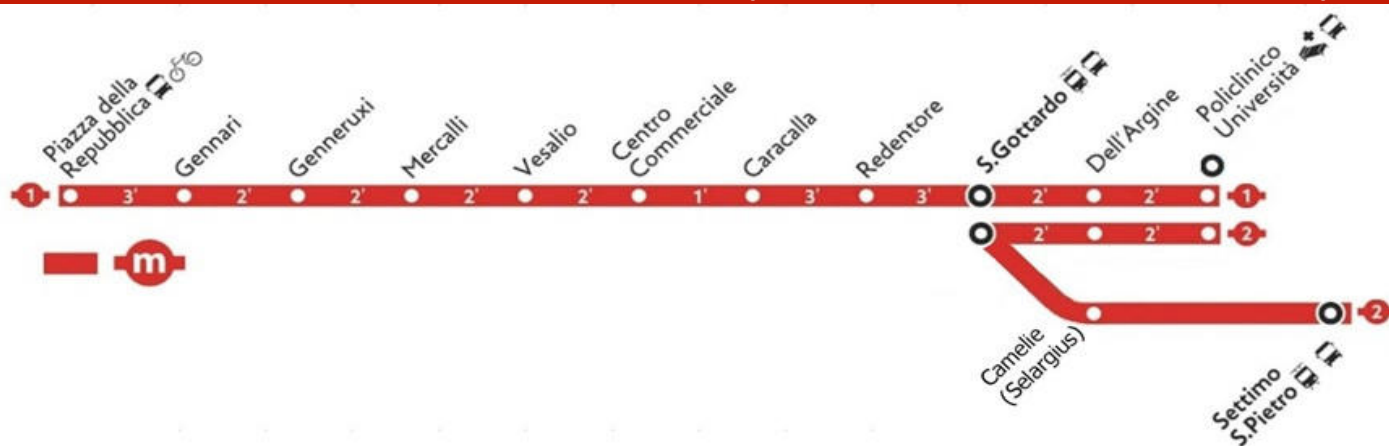 Piazza della
Repubblica
Gennari
Genneruxi
Mercalli
Vesalio
Centro
Commerciale
Caracalla
Redentore
S.Gottardo
Dell'Argine
Policlinico
Università
1 3' 2' 2' 2' 2' 1' 3' 3' 2' 2' 1
2' 2' 2
m
2
Camelie
(Selargius)
Settimo
S.Pietro